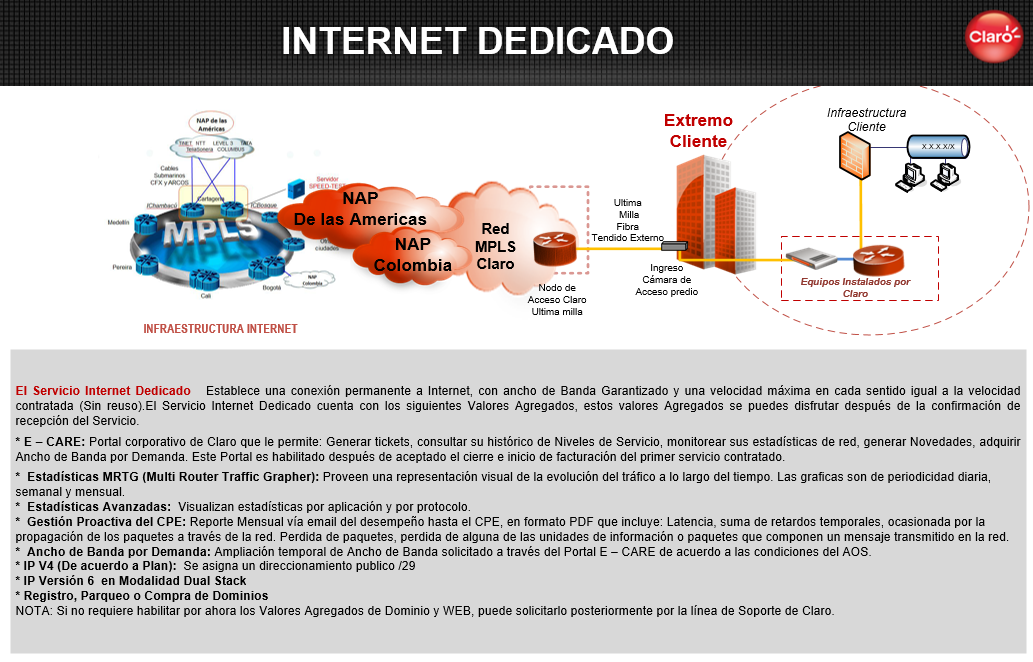 INTERNET DEDICADO
Claro
NAP de las
Américas
NTT LEVEL 3 TATA
COLUMBUS
Cables
Submarinos
CFX y ARCOS
Cartagena
Servidor
SPEED-TEST
(Chambacú)
(CBosque)
Medellín
MPLS
ciudades
Pereira
Cali
Bogotá
NAP
Colombia
INFRAESTRUCTURA INTERNET
NAP
De las Americas
NAP
Colombia
Red
MPLS
Claro
Nodo de
Acceso Claro
Ultima milla
Ultima
Milla
Fibra
Tendido Externo
Ingreso
Cámara de
Acceso predio
Extremo
Cliente
Infraestructura
Cliente
X.X.X.X/X
Equipos Instalados por
Claro
El Servicio Internet Dedicado Establece una conexión permanente a Internet, con ancho de Banda Garantizado y una velocidad máxima en cada sentido igual a la velocidad
contratada (Sin reuso).El Servicio Internet Dedicado cuenta con los siguientes Valores Agregados, estos valores Agregados se puedes disfrutar después de la confirmación de
recepción del Servicio.
* E – CARE: Portal corporativo de Claro que le permite: Generar tickets, consultar su histórico de Niveles de Servicio, monitorear sus estadísticas de red, generar Novedades, adquirir
Ancho de Banda por Demanda. Este Portal es habilitado después de aceptado el cierre e inicio de facturación del primer servicio contratado.
* Estadísticas MRTG (Multi Router Traffic Grapher): Proveen una representación visual de la evolución del tráfico a lo largo del tiempo. Las graficas son de periodicidad diaria,
semanal y mensual.
* Estadísticas Avanzadas: Visualizan estadísticas por aplicación y por protocolo.
* Gestión Proactiva del CPE: Reporte Mensual vía email del desempeño hasta el CPE, en formato PDF que incluye: Latencia, suma de retardos temporales, ocasionada por la
propagación de los paquetes a través de la red. Perdida de paquetes, perdida de alguna de las unidades de información o paquetes que componen un mensaje transmitido en la red.
* Ancho de Banda por Demanda: Ampliación temporal de Ancho de Banda solicitado a través del Portal E – CARE de acuerdo a las condiciones del AOS.
* IP V4 (De acuerdo a Plan): Se asigna un direccionamiento publico /29
* IP Versión 6 en Modalidad Dual Stack
* Registro, Parqueo o Compra de Dominios
NOTA: Si no requiere habilitar por ahora los Valores Agregados de Dominio y WEB, puede solicitarlo posteriormente por la línea de Soporte de Claro.